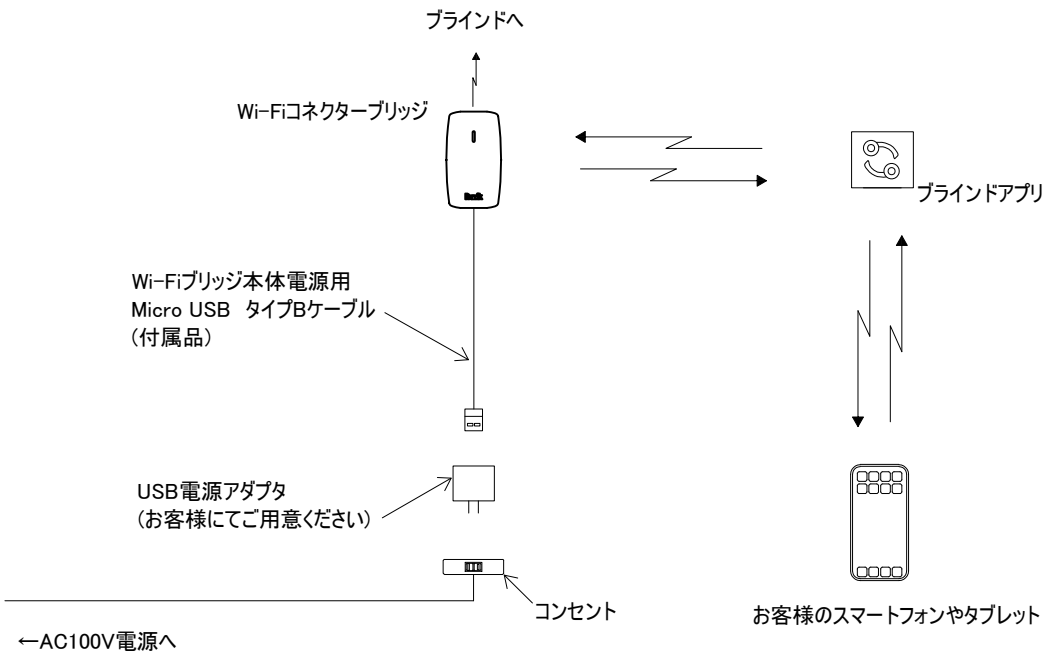 ブラインドへ
Wi-Fiコネクターブリッジ
ブラインドアプリ
Wi-Fiブリッジ本体電源用
Micro USB　タイプBケーブル
(付属品)
USB電源アダプタ
(お客様にてご用意ください)
コンセント
お客様のスマートフォンやタブレット
←AC100V電源へ